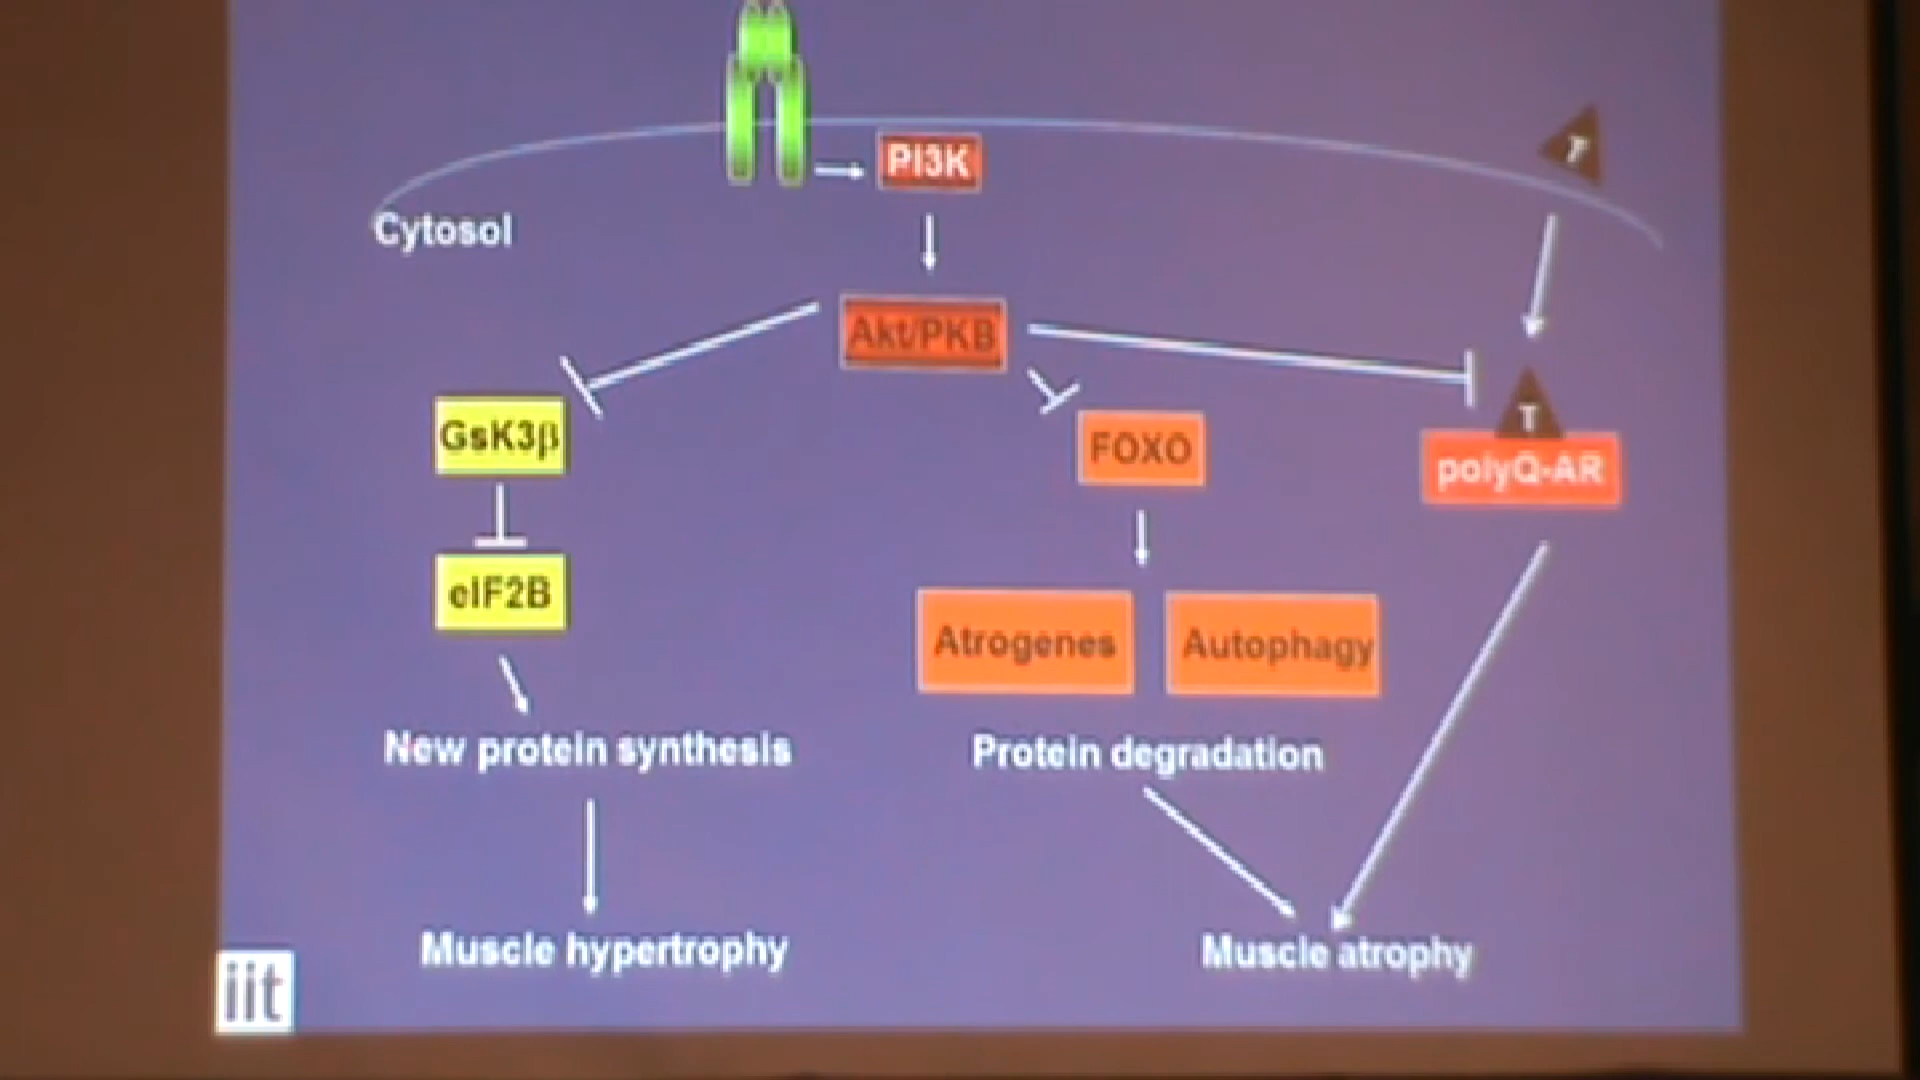 T
PI3K
Cytosol
Akt/PKB
T
GsK3β
FOXO
polyQ-AR
eIF2B
Atrogenes
Autophagy
New protein synthesis
Protein degradation
Muscle hypertrophy
Muscle atrophy
iit